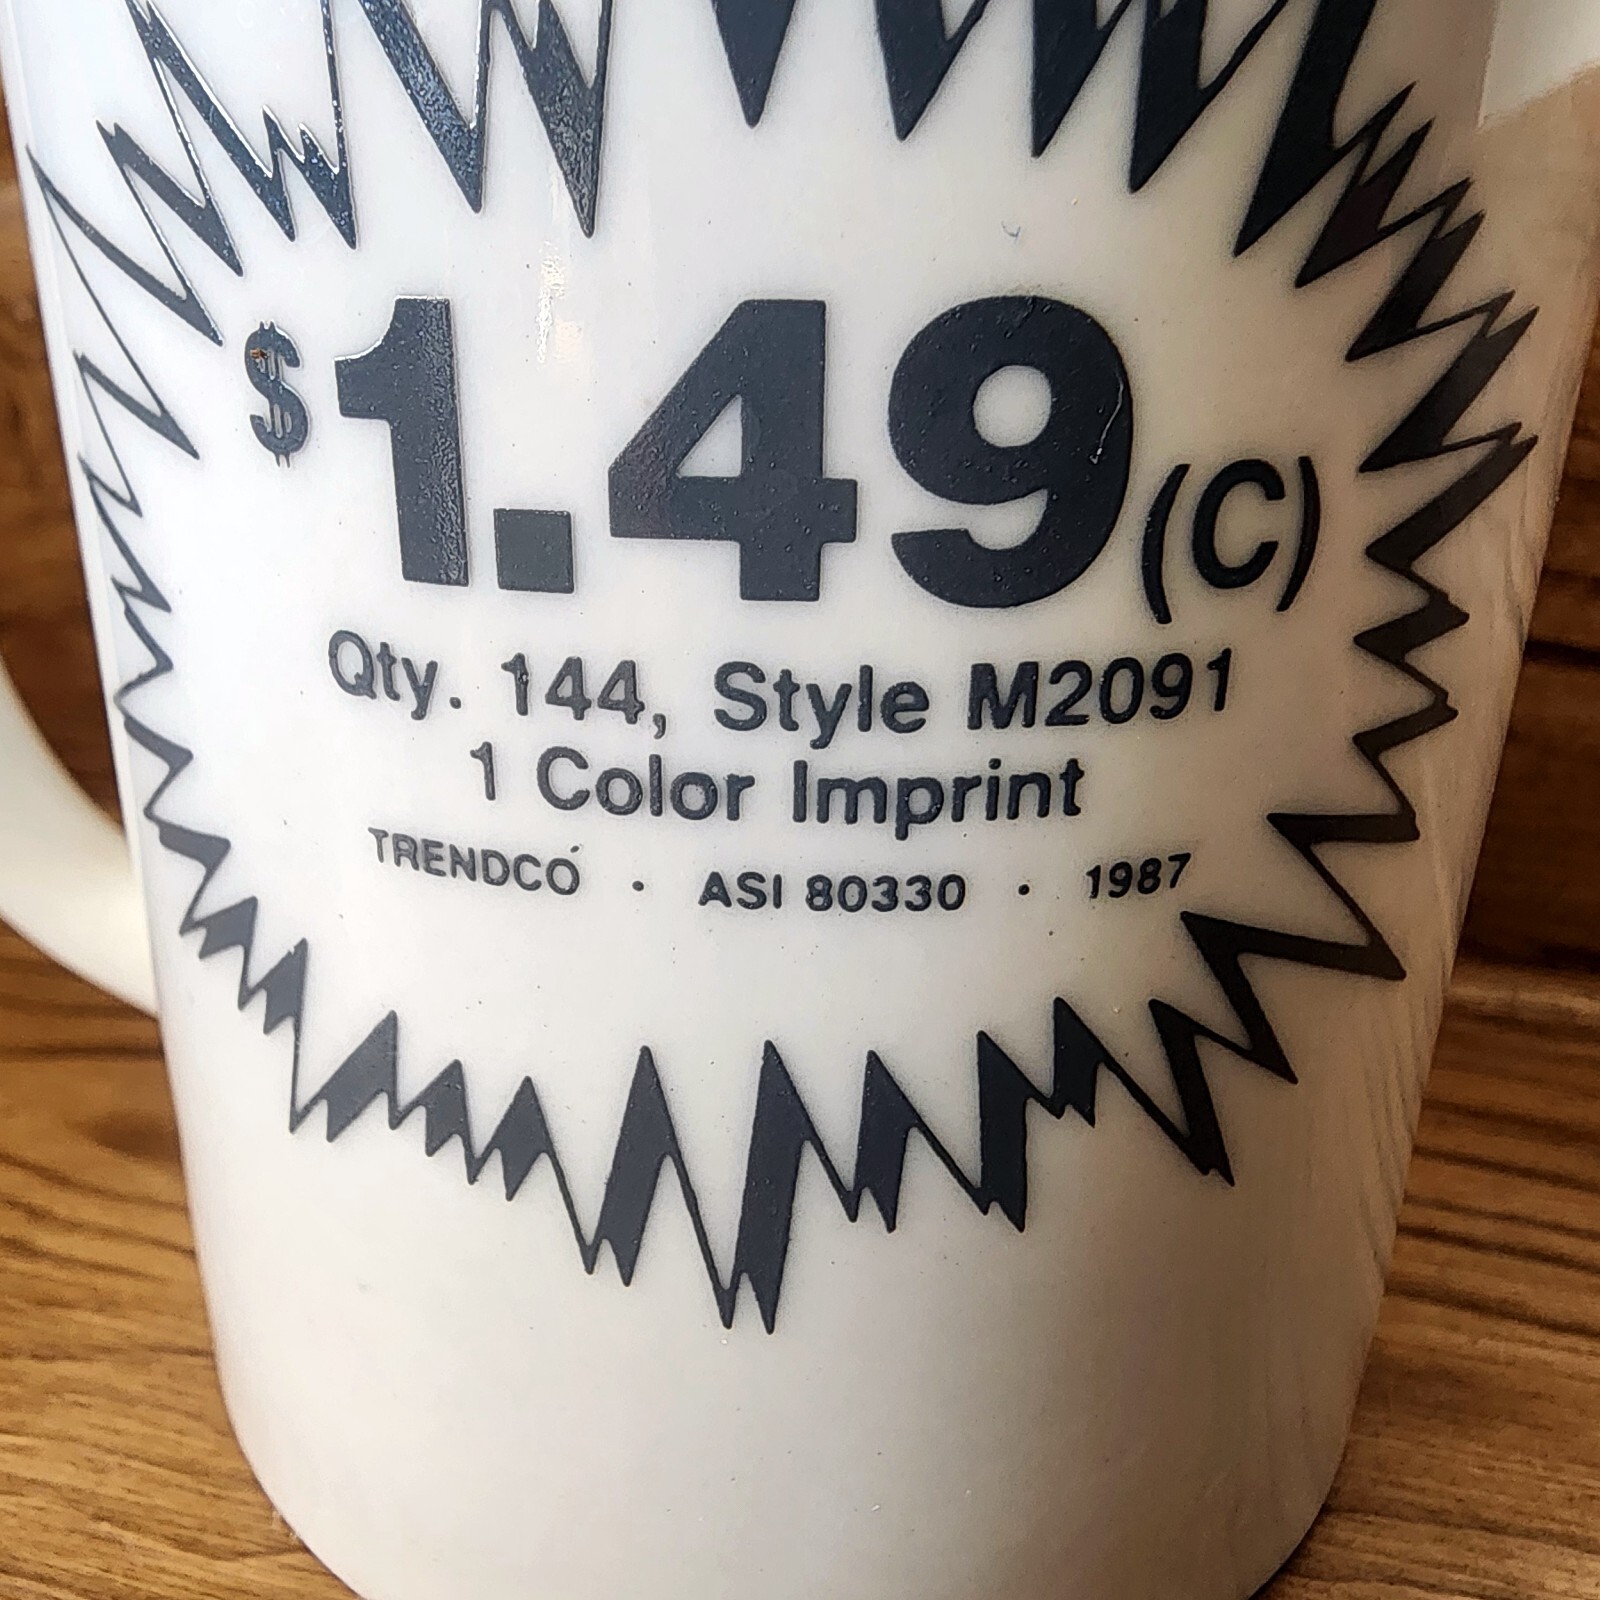 $1.49(C)
Qty. 144, Style M2091
1 Color Imprint
TRENDCO · ASI 80330 · 1987